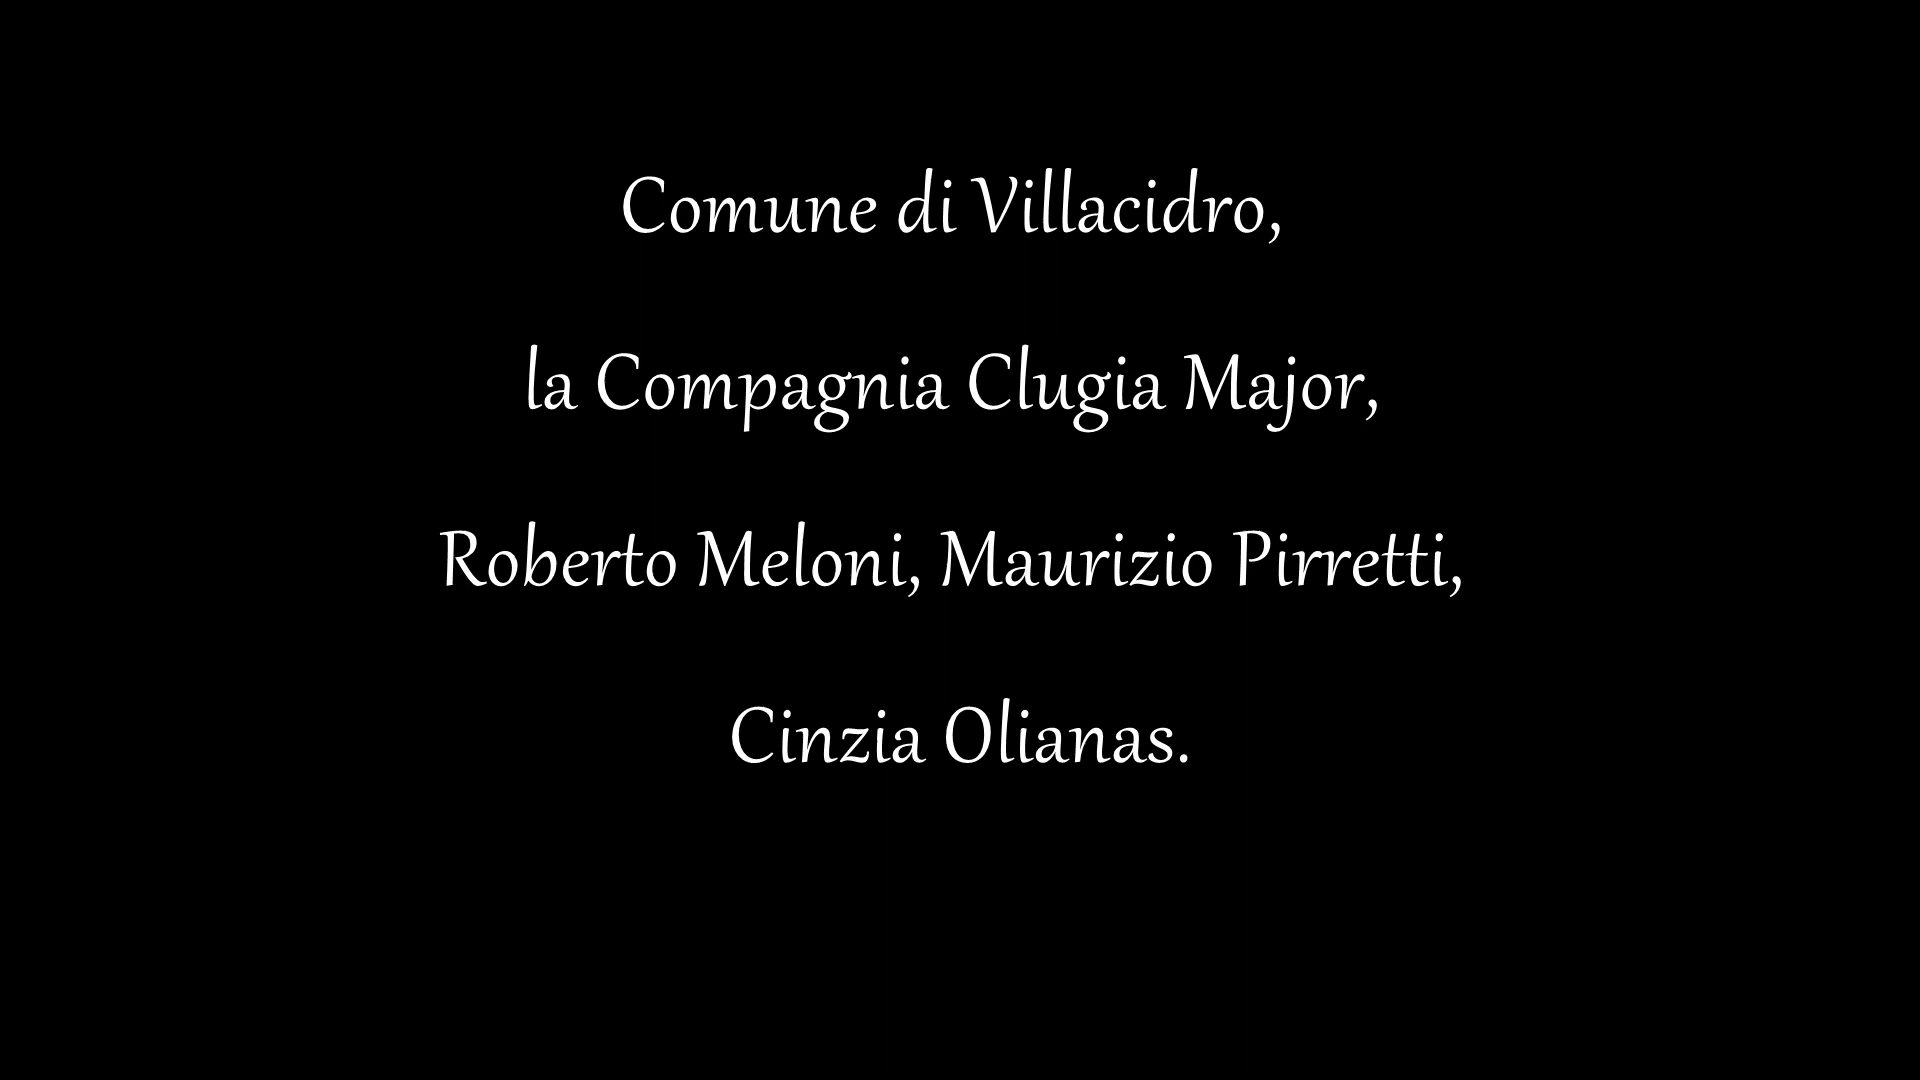 Comune di Villacidro,
la Compagnia Clugia Major,
Roberto Meloni, Maurizio Pirretti,
Cinzia Olianas.